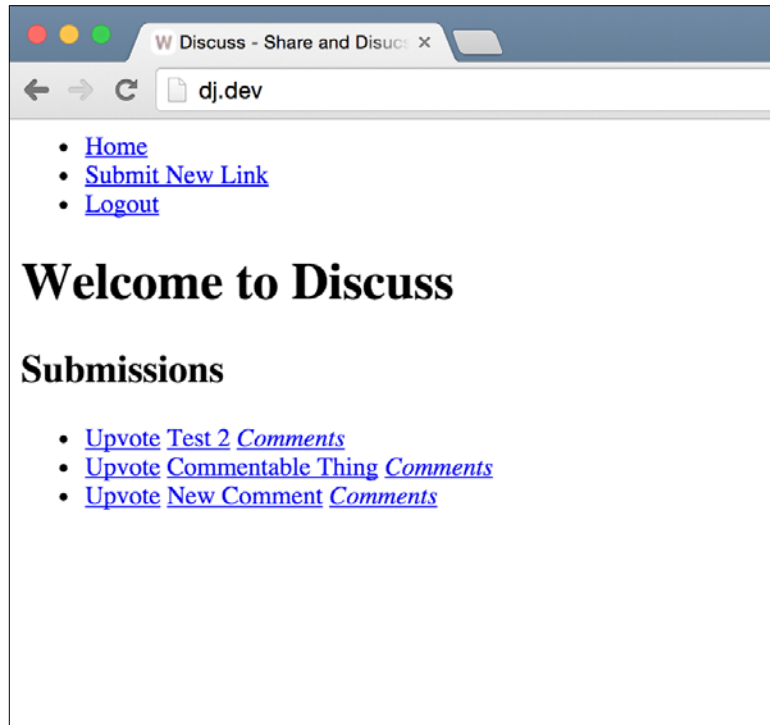 W Discuss - Share and Disucs
dj.dev
Home
Submit New Link
Logout
Welcome to Discuss
Submissions
Upvote Test 2 Comments
Upvote Commentable Thing Comments
Upvote New Comment Comments